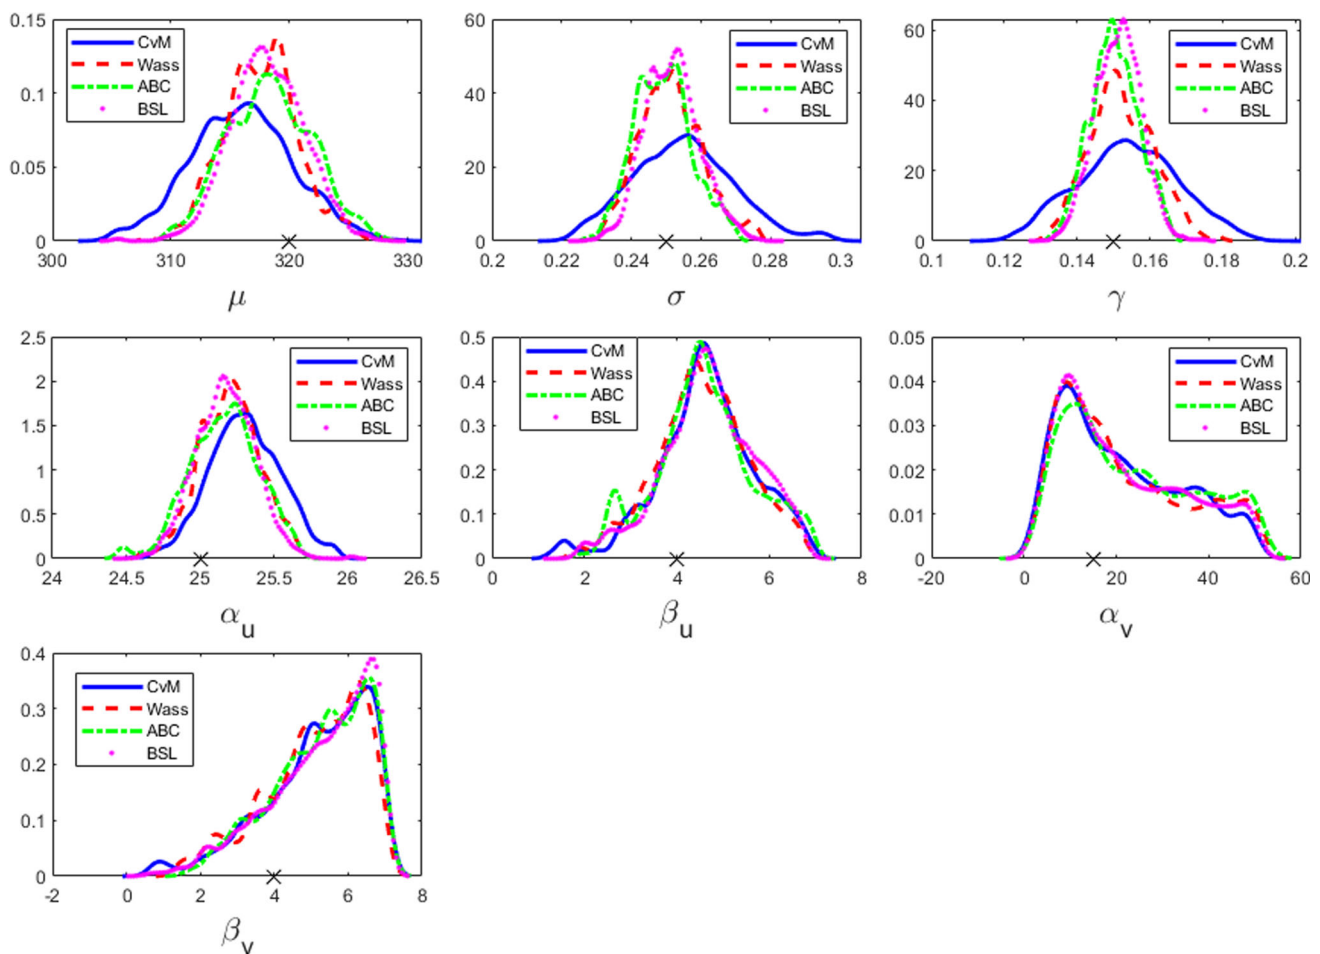 0.15
0.1
0.05
0
300
310
320
330
CvM
Wass
ABC
BSL
μ
60
40
20
0
0.2
0.22
0.24
0.26
0.28
0.3
CvM
Wass
ABC
BSL
σ
60
40
20
0
0.1
0.12
0.14
0.16
0.18
0.2
CvM
Wass
ABC
BSL
γ
2.5
2
1.5
1
0.5
0
24
24.5
25
25.5
26
26.5
CvM
Wass
ABC
BSL
α_u
0.5
0.4
0.3
0.2
0.1
0
0
2
4
6
8
CvM
Wass
ABC
BSL
β_u
0.05
0.04
0.03
0.02
0.01
0
-20
0
20
40
60
CvM
Wass
ABC
BSL
α_v
0.4
0.3
0.2
0.1
0
-2
0
2
4
6
8
CvM
Wass
ABC
BSL
β_v